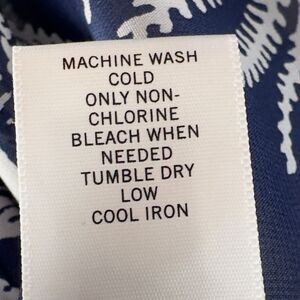 MACHINE WASH
COLD
ONLY NON-
CHLORINE
BLEACH WHEN
NEEDED
TUMBLE DRY
LOW
COOL IRON